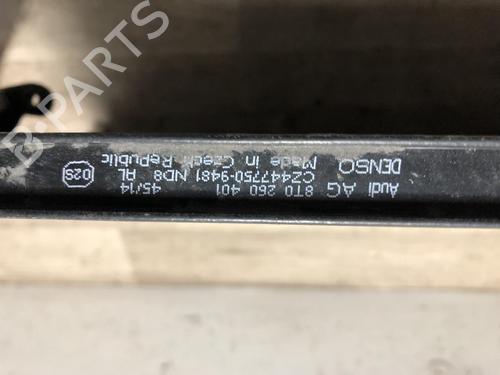 Audi AG 8T0 260 401 45/14
CZ447750-9481 ND8 AL
DENSO Made in Czech Republic
02S
B-PARTS